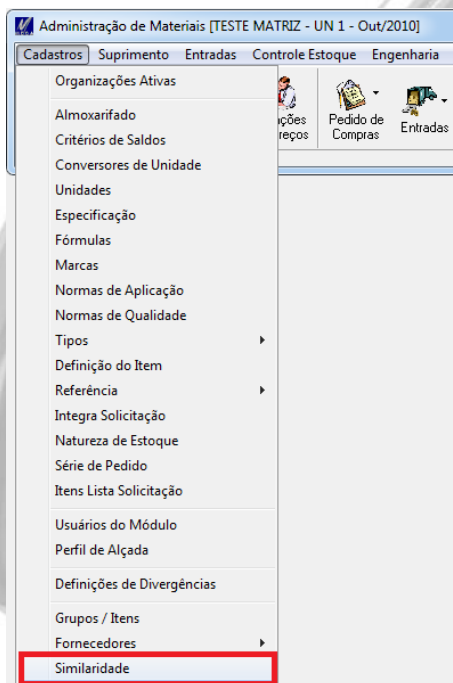 Administração de Materiais [TESTE MATRIZ - UN 1 - Out/2010]
Cadastros Suprimento Entradas Controle Estoque Engenharia
Pedido de Compras
Entradas
Organizações Ativas
Almoxarifado
Critérios de Saldos
Conversores de Unidade
Unidades
Especificação
Fórmulas
Marcas
Normas de Aplicação
Normas de Qualidade
Tipos
Definição do Item
Referência
Integra Solicitação
Natureza de Estoque
Série de Pedido
Itens Lista Solicitação
Usuários do Módulo
Perfil de Alçada
Definições de Divergências
Grupos / Itens
Fornecedores
Similaridade